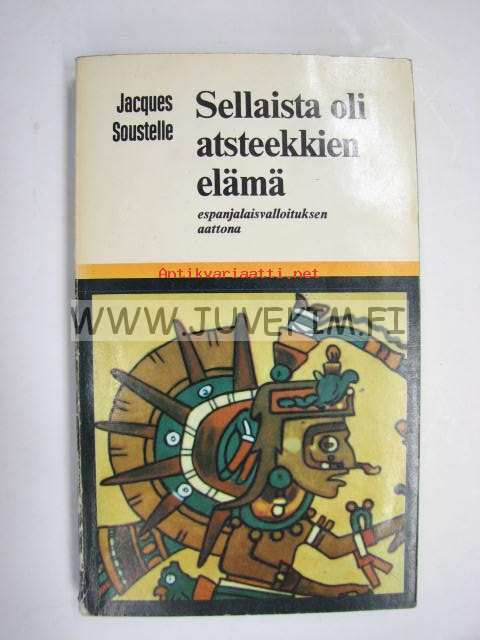 Jacques
Soustelle
Sellaista oli
atsteekkien
elämä
espanjalaisvalloituksen
aattona
Antikvariaatti.net
WWW.JUVEKIM.FI